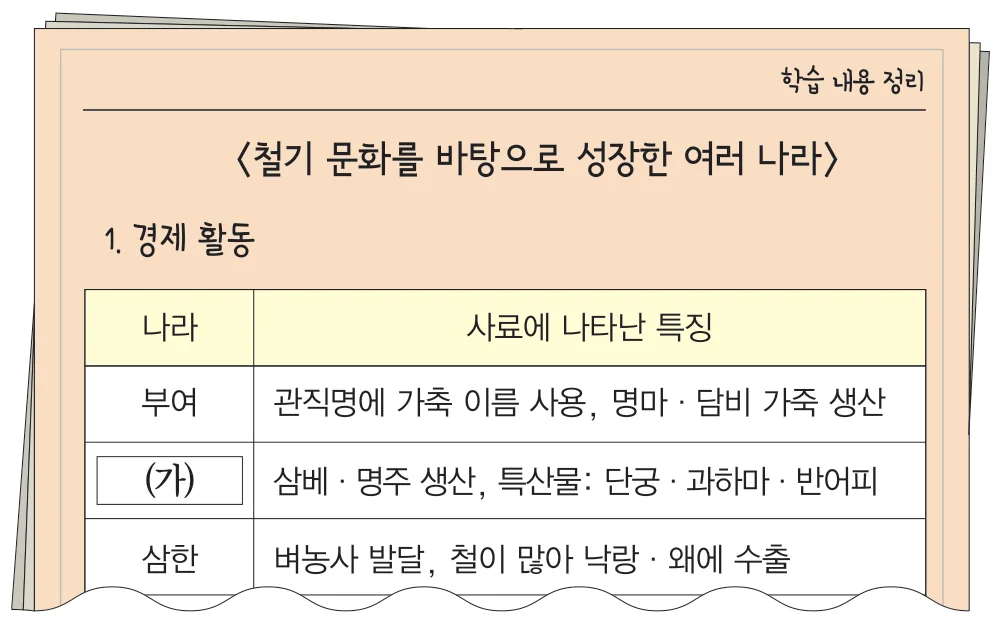 학습 내용 정리
<철기 문화를 바탕으로 성장한 여러 나라>
1. 경제 활동
나라 사료에 나타난 특징
부여 관직명에 가축 이름 사용, 명마 · 담비 가죽 생산
(가) 삼베 · 명주 생산, 특산물: 단궁 · 과하마 · 반어피
삼한 벼농사 발달, 철이 많아 낙랑 · 왜에 수출